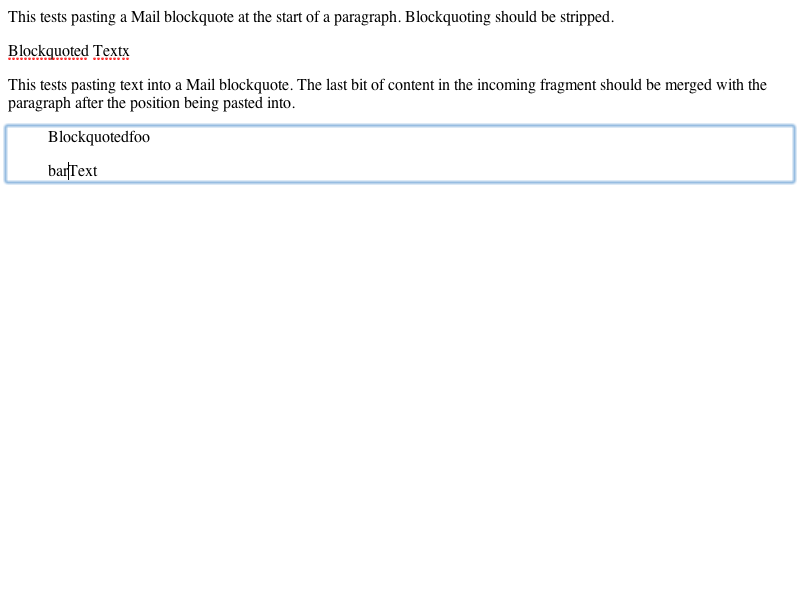 This tests pasting a Mail blockquote at the start of a paragraph. Blockquoting should be stripped.
Blockquoted Textx
This tests pasting text into a Mail blockquote. The last bit of content in the incoming fragment should be merged with the
paragraph after the position being pasted into.
Blockquotedfoo
barText